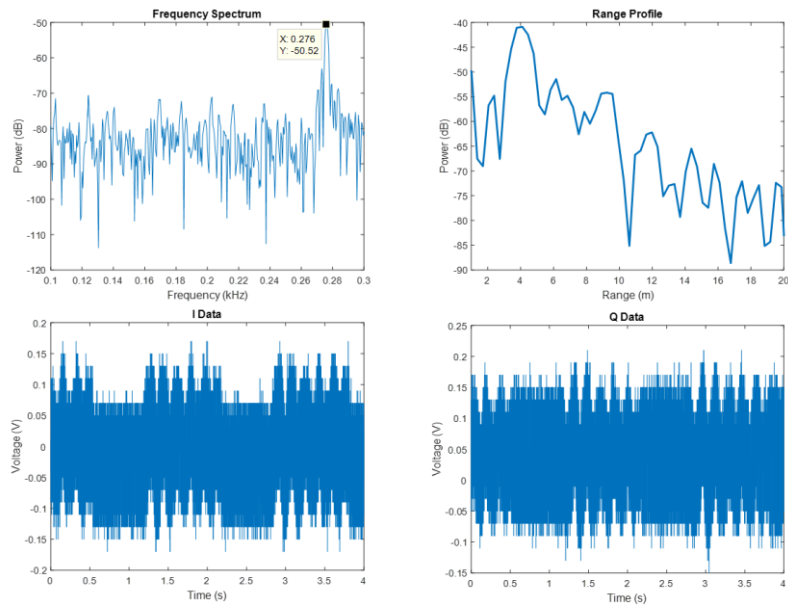 Frequency Spectrum
-50
-60
-70
-80
-90
-100
-110
-120
Power (dB)
X: 0.276
Y: -50.52
0.1 0.12 0.14 0.16 0.18 0.2 0.22 0.24 0.26 0.28 0.3
Frequency (kHz)
Range Profile
-40
-45
-50
-55
-60
-65
-70
-75
-80
-85
-90
Power (dB)
2 4 6 8 10 12 14 16 18 20
Range (m)
I Data
0.2
0.15
0.1
0.05
0
-0.05
-0.1
-0.15
-0.2
Voltage (V)
0 0.5 1 1.5 2 2.5 3 3.5 4
Time (s)
Q Data
0.25
0.2
0.15
0.1
0.05
0
-0.05
-0.1
-0.15
Voltage (V)
0 0.5 1 1.5 2 2.5 3 3.5 4
Time (s)